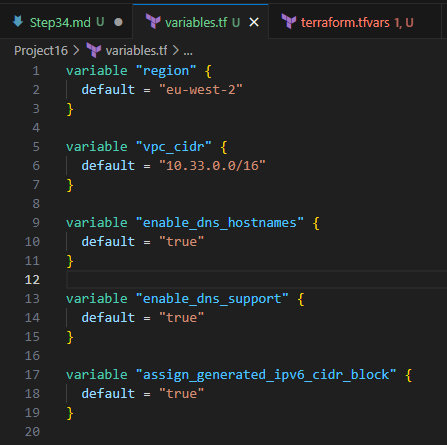 Step34.md U
variables.tf U
terraform.tfvars 1, U
Project16 > variables.tf > ...
1 variable "region" {
2 default = "eu-west-2"
3 }
4
5 variable "vpc_cidr" {
6 default = "10.33.0.0/16"
7 }
8
9 variable "enable_dns_hostnames" {
10 default = "true"
11 }
12
13 variable "enable_dns_support" {
14 default = "true"
15 }
16
17 variable "assign_generated_ipv6_cidr_block" {
18 default = "true"
19 }
20